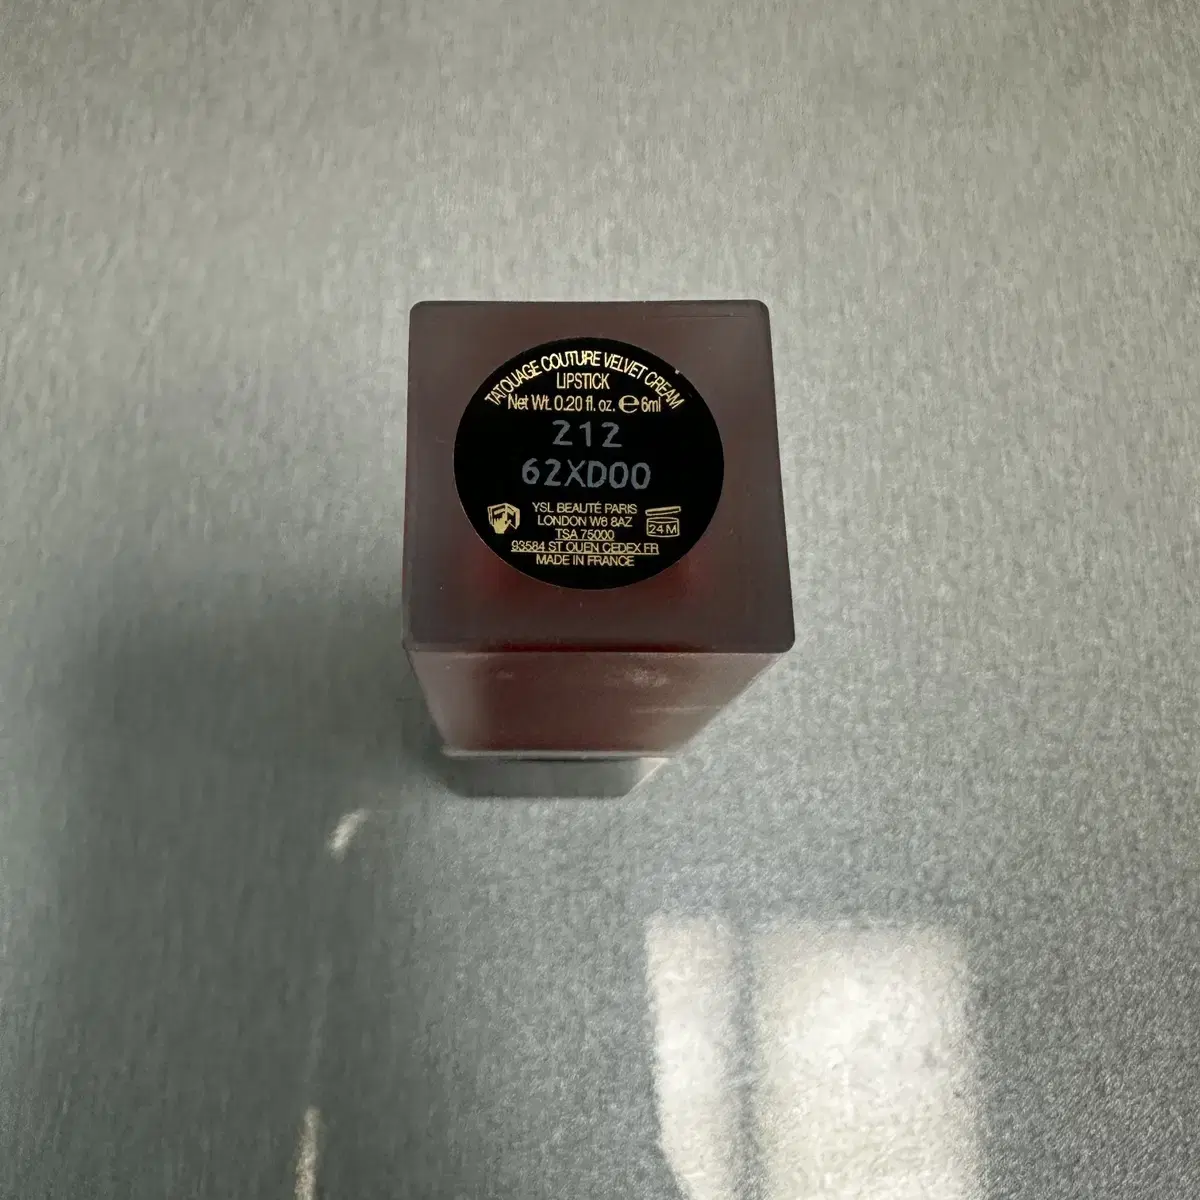 TATOUAGE COUTURE VELVET CREAM
LIPSTICK
Net Wt. 0.20 fl. oz. e 6ml
212
62XD00
YSL BEAUTÉ PARIS
LONDON W6 8AZ
TSA 75000
93584 ST OUEN CEDEX FR
MADE IN FRANCE
24M